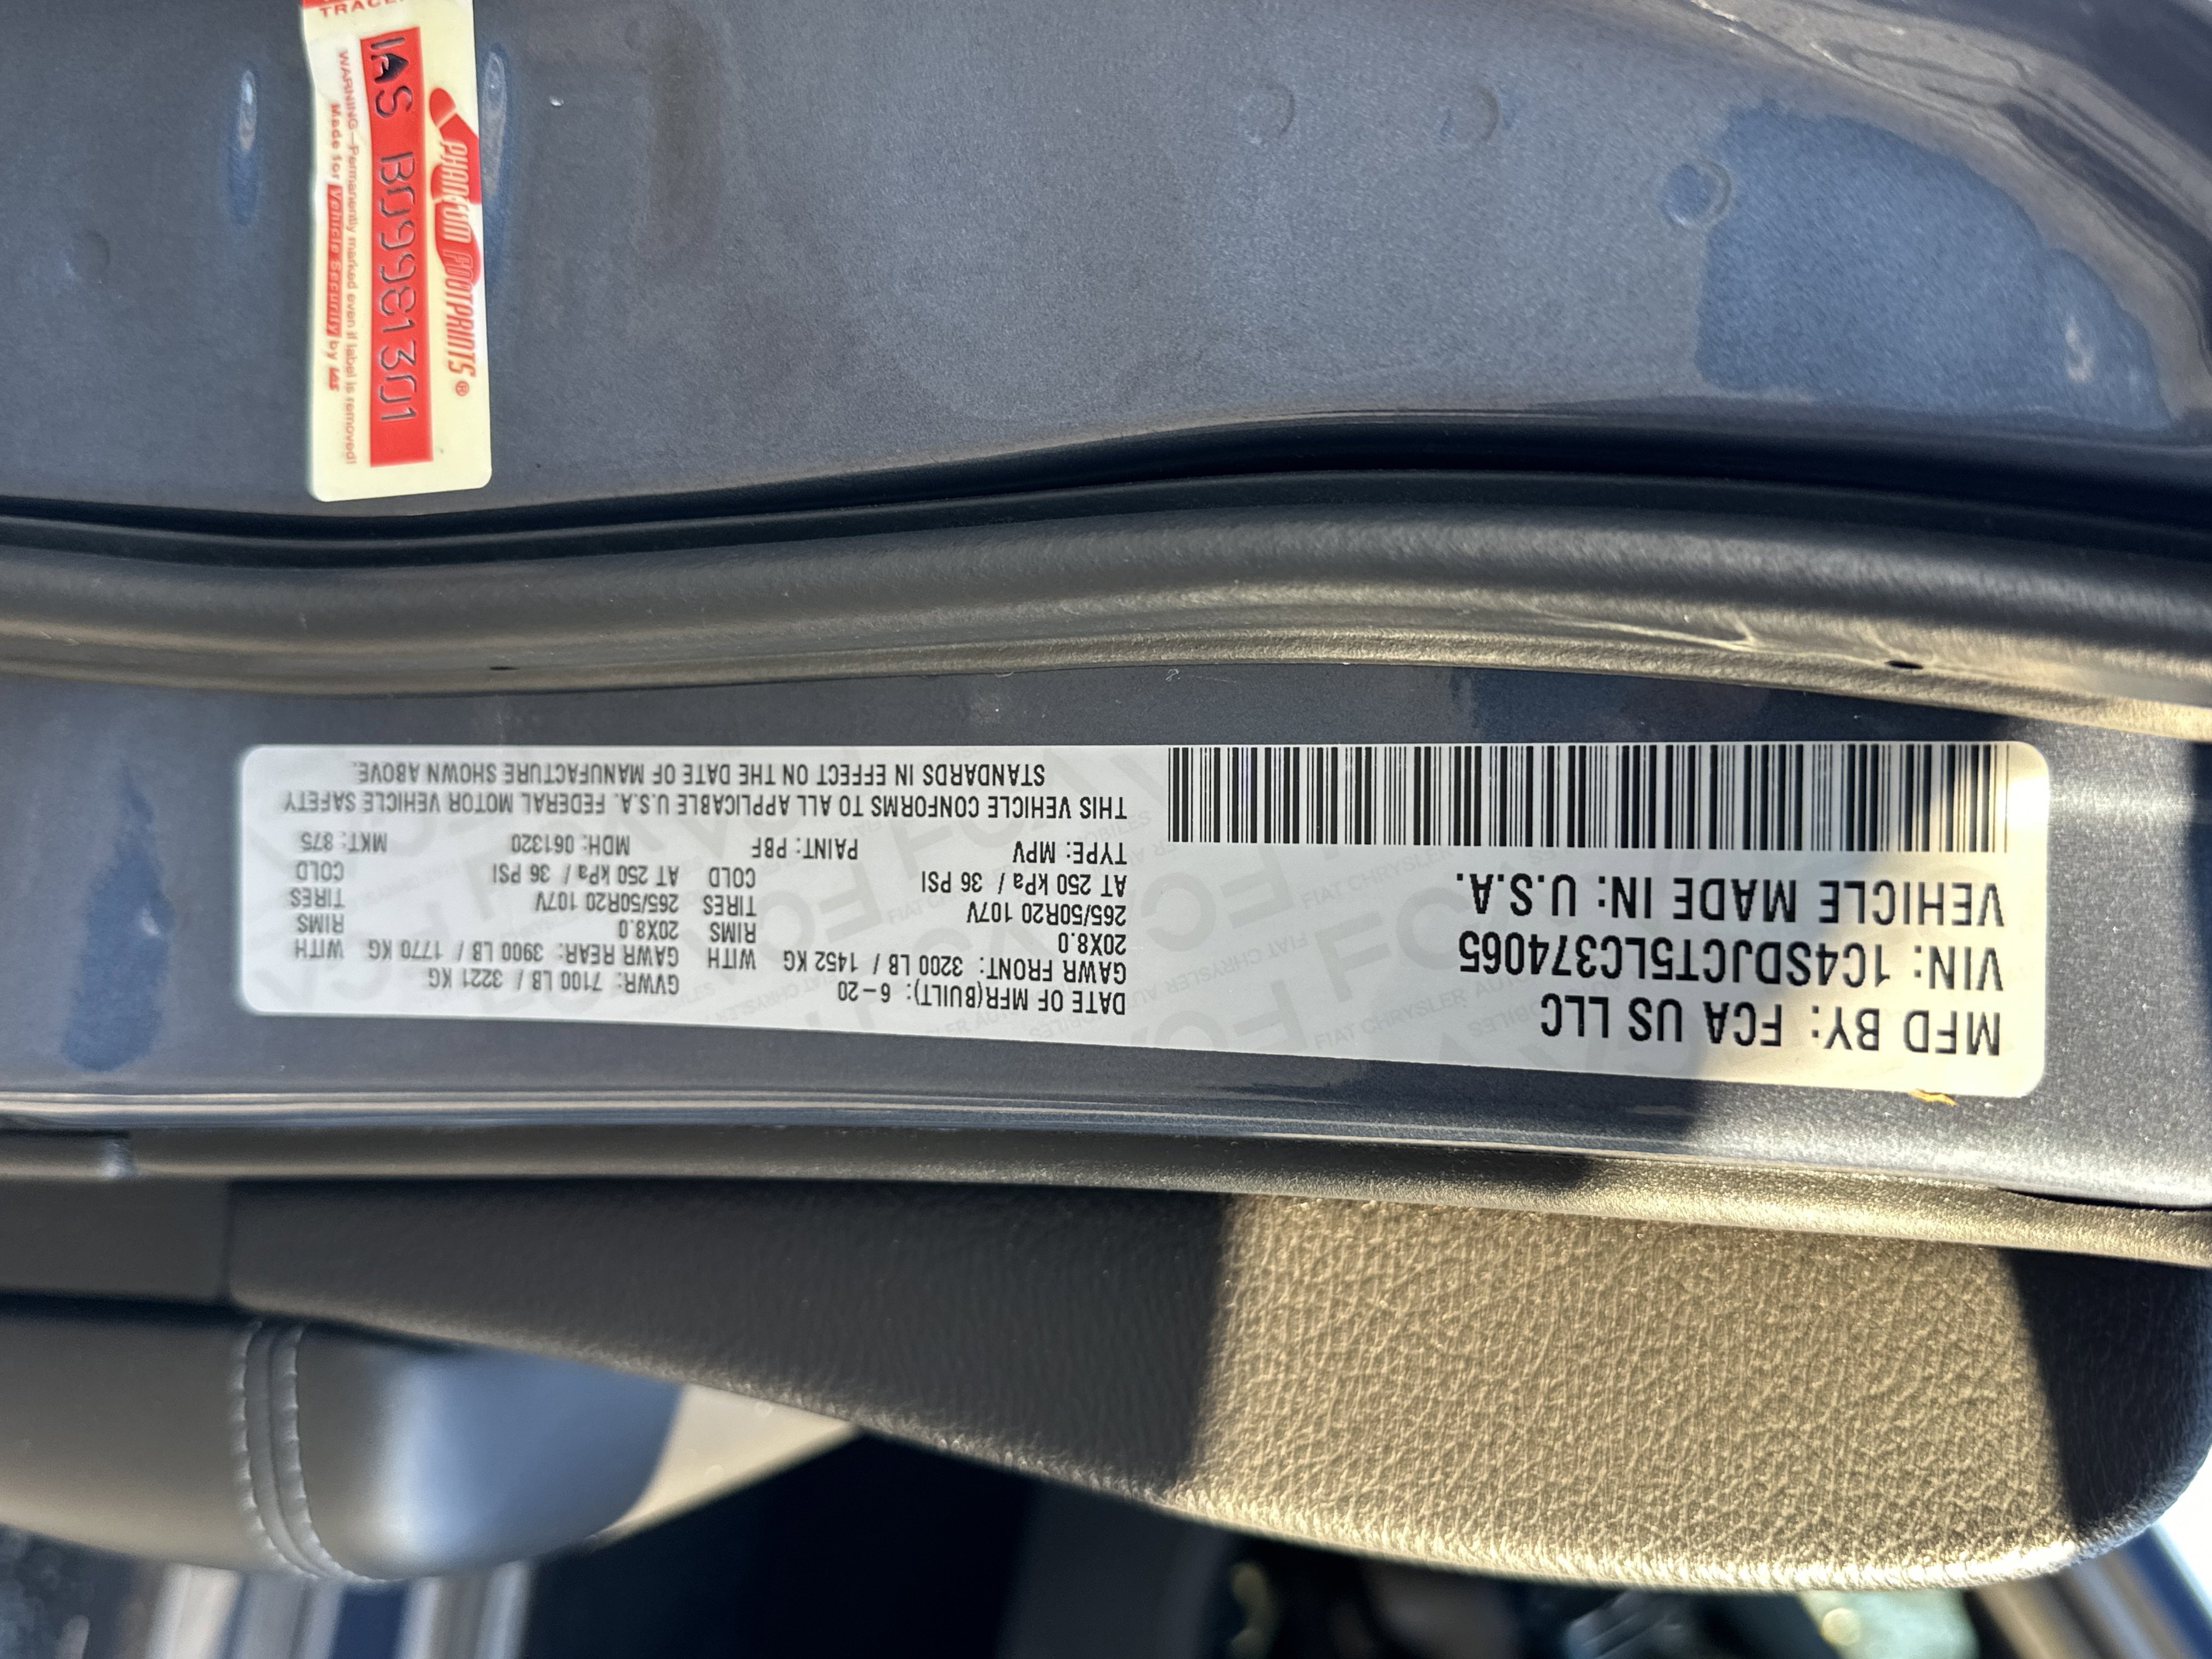 MFD BY: FCA US LLC
VIN: 1C4SDJCT5LC374065
VEHICLE MADE IN: U.S.A.
DATE OF MFR(BUILT): 6-20
GVWR: 7100 LB / 3221 KG
GAWR FRONT: 3200 LB / 1452 KG WITH
GAWR REAR: 3900 LB / 1770 KG WITH
20X8.0 RIMS
20X8.0 RIMS
265/50R20 107V TIRES
265/50R20 107V TIRES
AT 250 kPa / 36 PSI COLD
AT 250 kPa / 36 PSI COLD
TYPE: MPV PAINT: PBF MDH: 061320 MKT: 875
THIS VEHICLE CONFORMS TO ALL APPLICABLE U.S.A. FEDERAL MOTOR VEHICLE SAFETY
STANDARDS IN EFFECT ON THE DATE OF MANUFACTURE SHOWN ABOVE.
PHANTOM FOOTPRINTS®
IAS
WARNING—Permanently marked even if label is removed!
Made for Vehicle Security by IAS